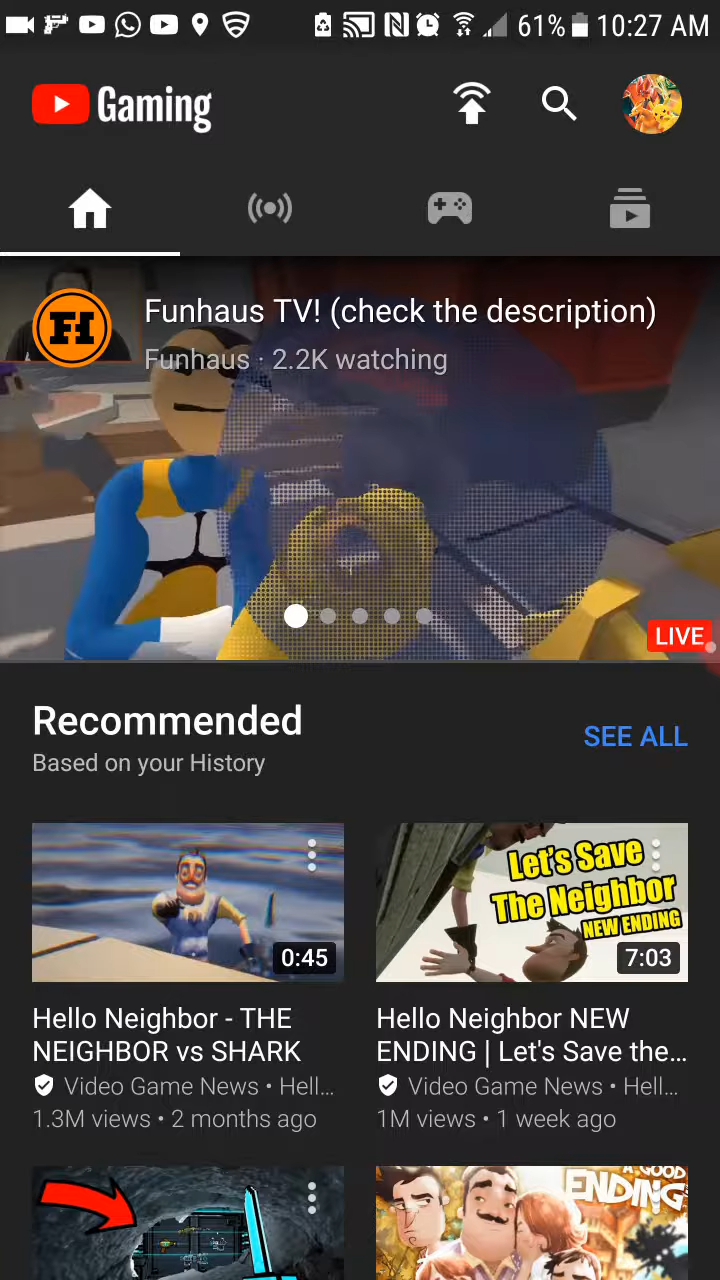 61% 10:27 AM
Gaming
Funhaus TV! (check the description)
Funhaus · 2.2K watching
LIVE
Recommended
Based on your History
SEE ALL
Let's Save
The Neighbor
NEW ENDING
0:45
7:03
Hello Neighbor - THE
NEIGHBOR vs SHARK
Video Game News • Hell...
1.3M views • 2 months ago
Hello Neighbor NEW
ENDING | Let's Save the...
Video Game News • Hell...
1M views • 1 week ago
A GOOD
ENDING